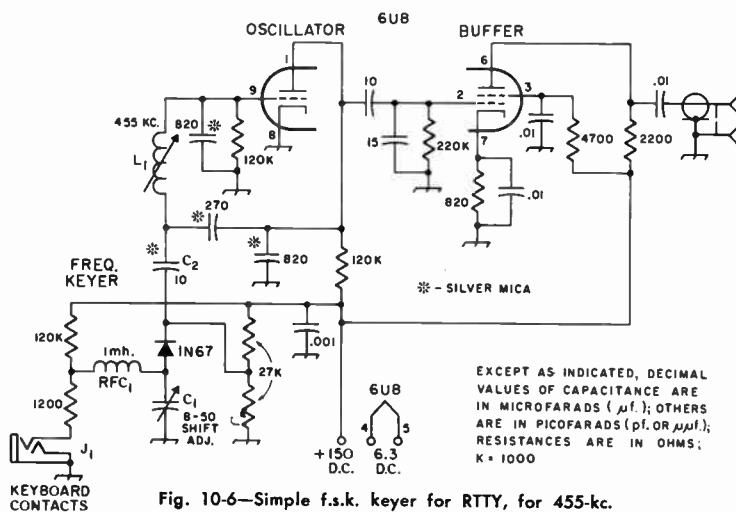 6U8
OSCILLATOR
BUFFER
1
9
8
6
2
3
7
455 KC.
L1
820
※
120K
10
15
220K
.01
4700
2200
.01
820
.01
※ 270
※
820
※
C2
10
120K
※ - SILVER MICA
FREQ.
KEYER
120K
1mh.
RFC1
1N67
27K
.001
1200
C1
8-50
SHIFT
ADJ.
J1
KEYBOARD
CONTACTS
+150
D.C.
6U8
4 5
6.3
D.C.
EXCEPT AS INDICATED, DECIMAL
VALUES OF CAPACITANCE ARE
IN MICROFARADS (μf.); OTHERS
ARE IN PICOFARADS (pf. OR μμf.);
RESISTANCES ARE IN OHMS;
K = 1000
Fig. 10-6—Simple f.s.k. keyer for RTTY, for 455-kc.